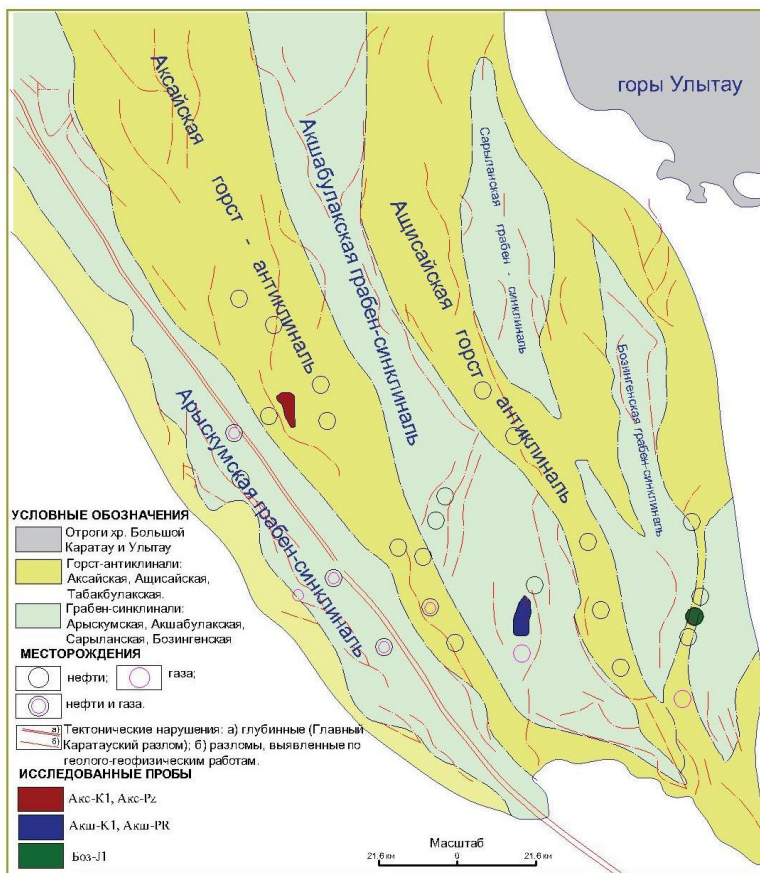 горы Улытау
Аксайская горст - антиклиналь
Акшабулакская грабен-синклиналь
Ащисайская горст антиклиналь
Сарыланская грабен - синклиналь
Бозингенская грабен-синклиналь
Арыскумская грабен-синклиналь
УСЛОВНЫЕ ОБОЗНАЧЕНИЯ
Отроги хр. Большой
Каратау и Улытау
Горст-антиклинали:
Аксайская, Ащисайская,
Табакбулакская.
Грабен-синклинали:
Арыскумская, Акшабулакская,
Сарыланская, Бозингенская
МЕСТОРОЖДЕНИЯ
нефти; газа;
нефти и газа.
а) Тектонические нарушения: а) глубинные (Главный
б) Каратауский разлом); б) разломы, выявленные по
геолого-геофизическим работам.
ИССЛЕДОВАННЫЕ ПРОБЫ
Акс-К1, Акс-Pz
Акш-К1, Акш-PR
Боз-J1
Масштаб
21.6 км 0 21.6 км